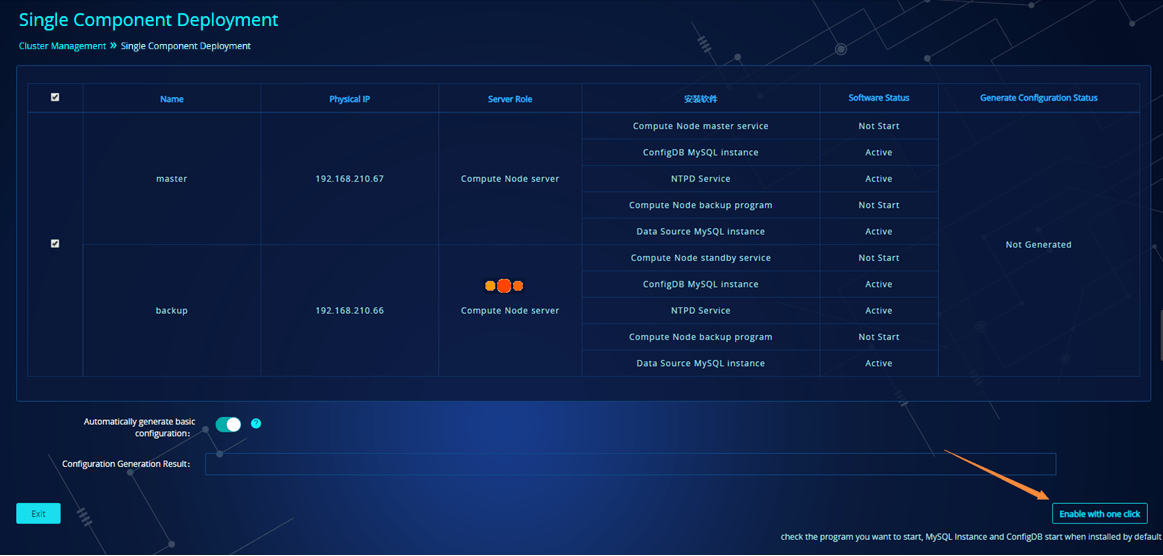 Single Component Deployment
Cluster Management » Single Component Deployment
Name Physical IP Server Role 安装软件 Software Status Generate Configuration Status
master 192.168.210.67 Compute Node server
Compute Node master service Not Start
ConfigDB MySQL instance Active
NTPD Service Active
Compute Node backup program Not Start
Data Source MySQL instance Active
Not Generated
backup 192.168.210.66 Compute Node server
Compute Node standby service Not Start
ConfigDB MySQL instance Active
NTPD Service Active
Compute Node backup program Not Start
Data Source MySQL instance Active
Automatically generate basic
configuration: ?
Configuration Generation Result:
Exit Enable with one click
check the program you want to start, MySQL Instance and ConfigDB start when installed by default